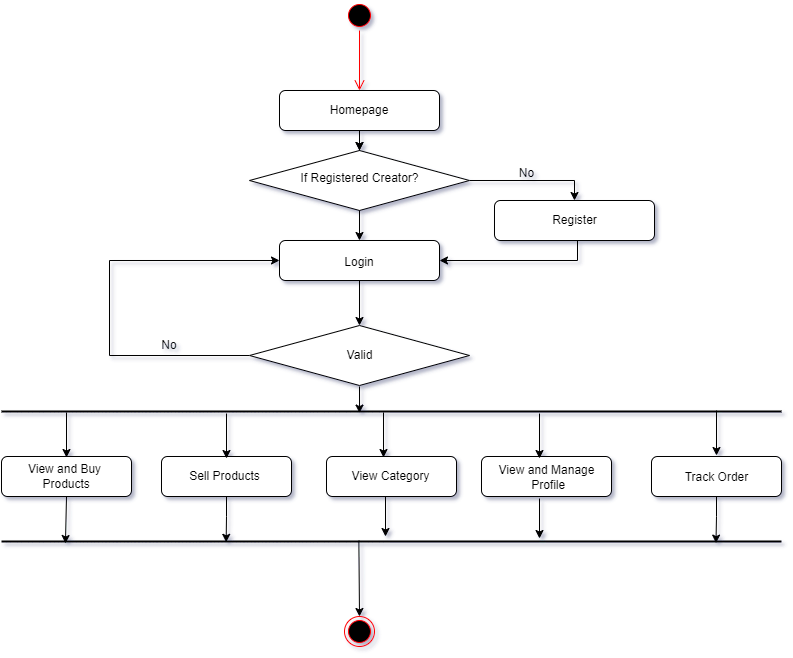 Homepage
If Registered Creator?
No
Register
Login
No
Valid
View and Buy
Products
Sell Products
View Category
View and Manage
Profile
Track Order